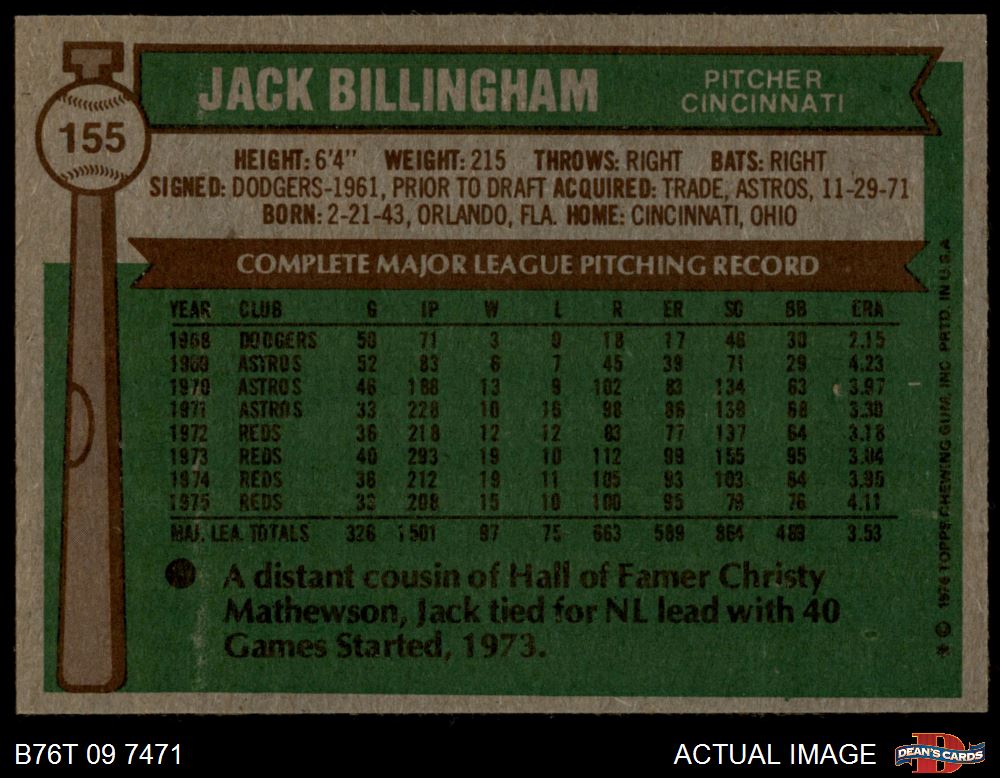 JACK BILLINGHAM
PITCHER
CINCINNATI
155
HEIGHT: 6'4" WEIGHT: 215 THROWS: RIGHT BATS: RIGHT
SIGNED: DODGERS-1961, PRIOR TO DRAFT ACQUIRED: TRADE, ASTROS, 11-29-71
BORN: 2-21-43, ORLANDO, FLA. HOME: CINCINNATI, OHIO
COMPLETE MAJOR LEAGUE PITCHING RECORD
YEAR CLUB G IP W L R ER SO BB ERA
1968 DODGERS 50 71 3 0 18 17 46 30 2.15
1969 ASTROS 52 83 6 7 45 39 71 29 4.23
1970 ASTROS 46 188 13 9 102 83 134 63 3.97
1971 ASTROS 33 228 10 16 98 86 139 68 3.39
1972 REDS 36 218 12 12 83 77 137 64 3.18
1973 REDS 40 293 19 10 112 99 155 95 3.04
1974 REDS 36 212 19 11 105 93 103 64 3.95
1975 REDS 33 208 15 10 100 95 79 76 4.11
MAJ. LEA. TOTALS 326 1501 97 75 663 589 864 489 3.53
A distant cousin of Hall of Famer Christy
Mathewson, Jack tied for NL lead with 40
Games Started, 1973.
* © 1976 TOPPS CHEWING GUM, INC. PRTD. IN U.S.A.
B76T 09 7471
ACTUAL IMAGE
DEAN'S CARDS